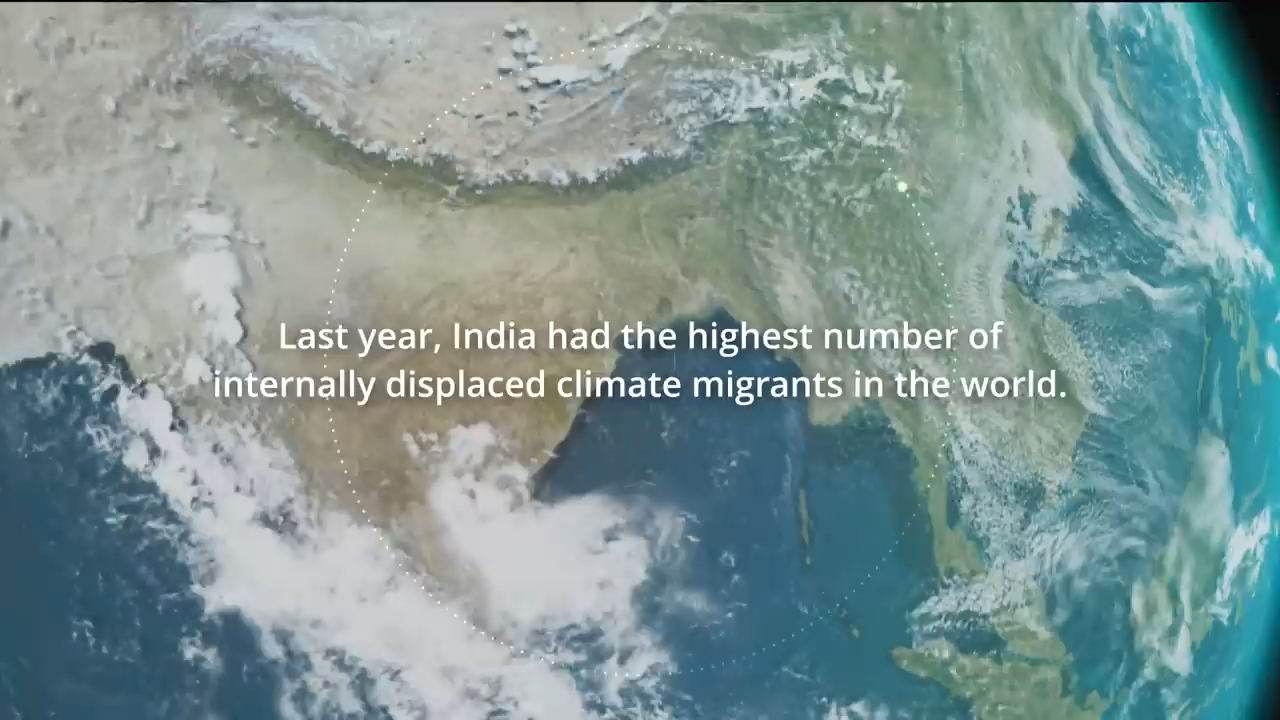 Last year, India had the highest number of
internally displaced climate migrants in the world.